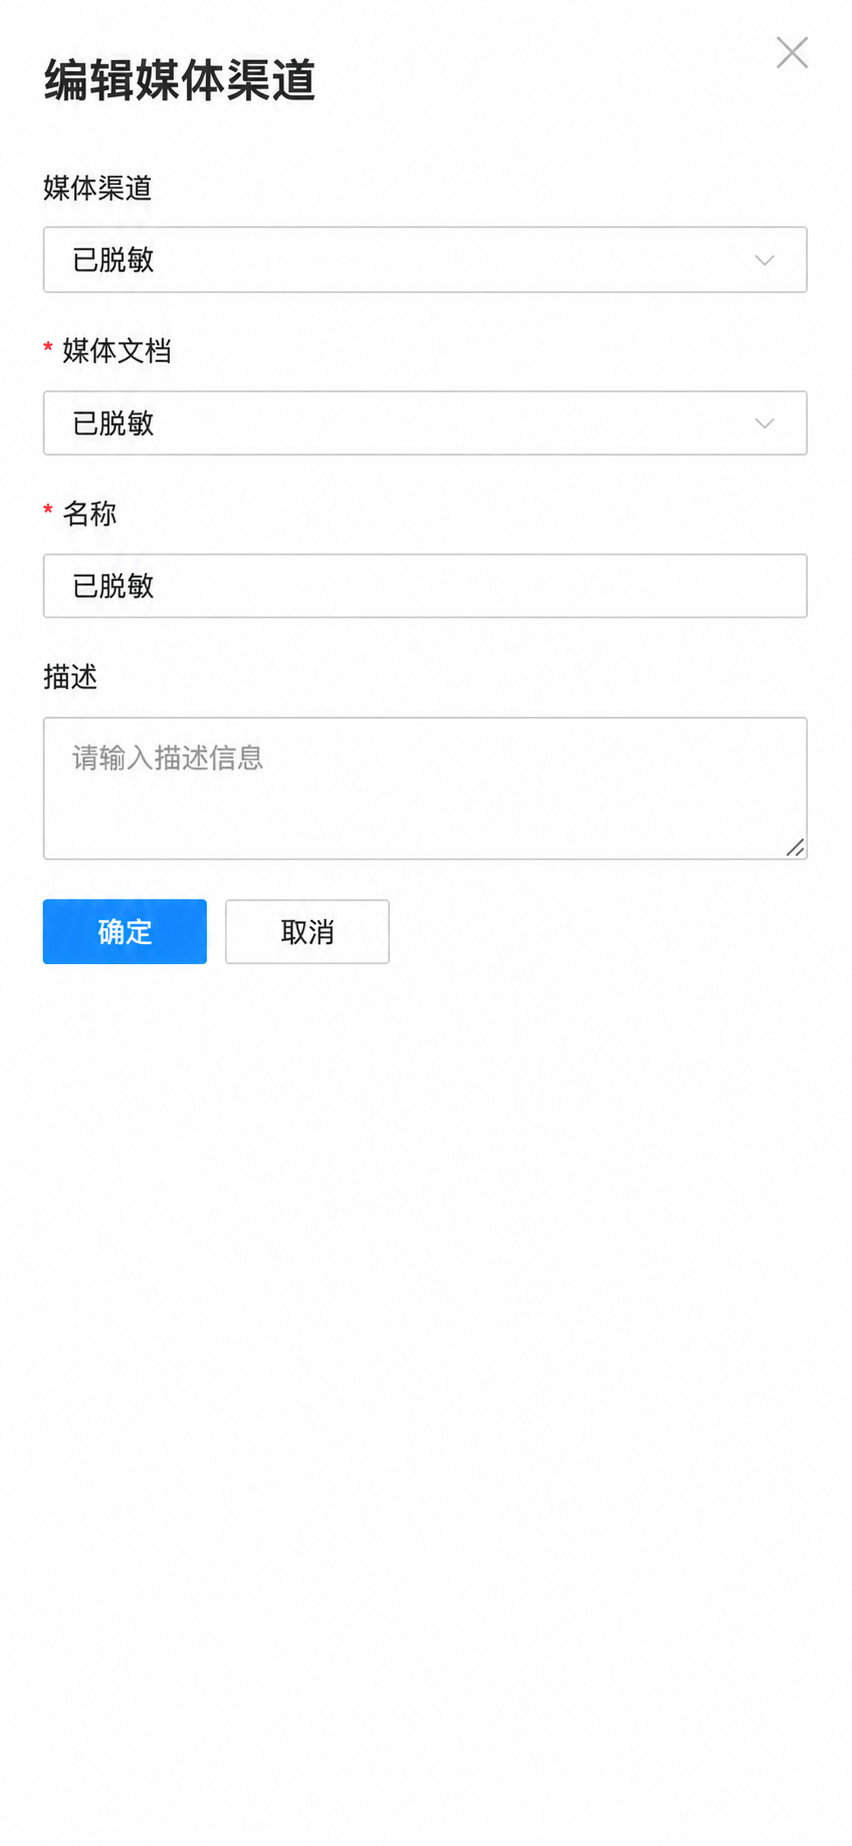 编辑媒体渠道
媒体渠道
已脱敏
* 媒体文档
已脱敏
* 名称
已脱敏
描述
请输入描述信息
确定 取消